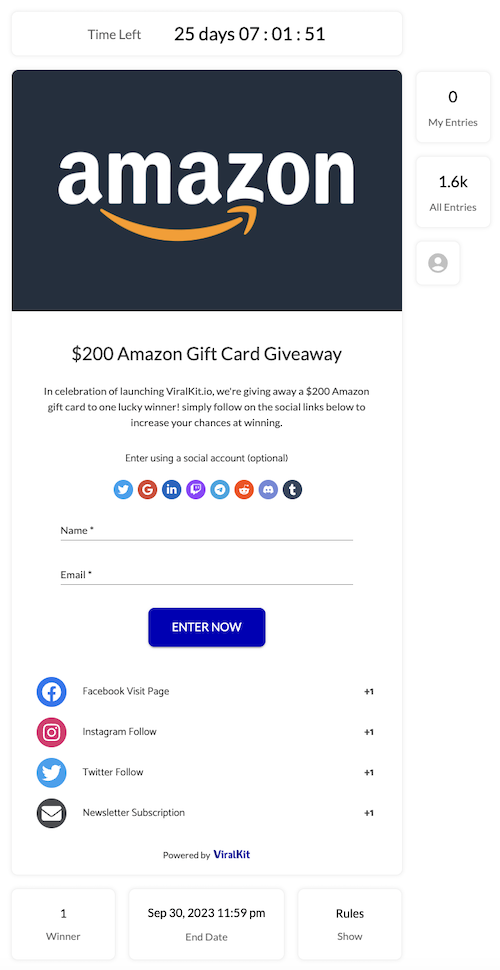 Time Left 25 days 07 : 01 : 51
amazon
0
My Entries
1.6k
All Entries
$200 Amazon Gift Card Giveaway
In celebration of launching ViralKit.io, we're giving away a $200 Amazon
gift card to one lucky winner! simply follow on the social links below to
increase your chances at winning.
Enter using a social account (optional)
Name *
Email *
ENTER NOW
Facebook Visit Page +1
Instagram Follow +1
Twitter Follow +1
Newsletter Subscription +1
Powered by ViralKit
1
Winner
Sep 30, 2023 11:59 pm
End Date
Rules
Show